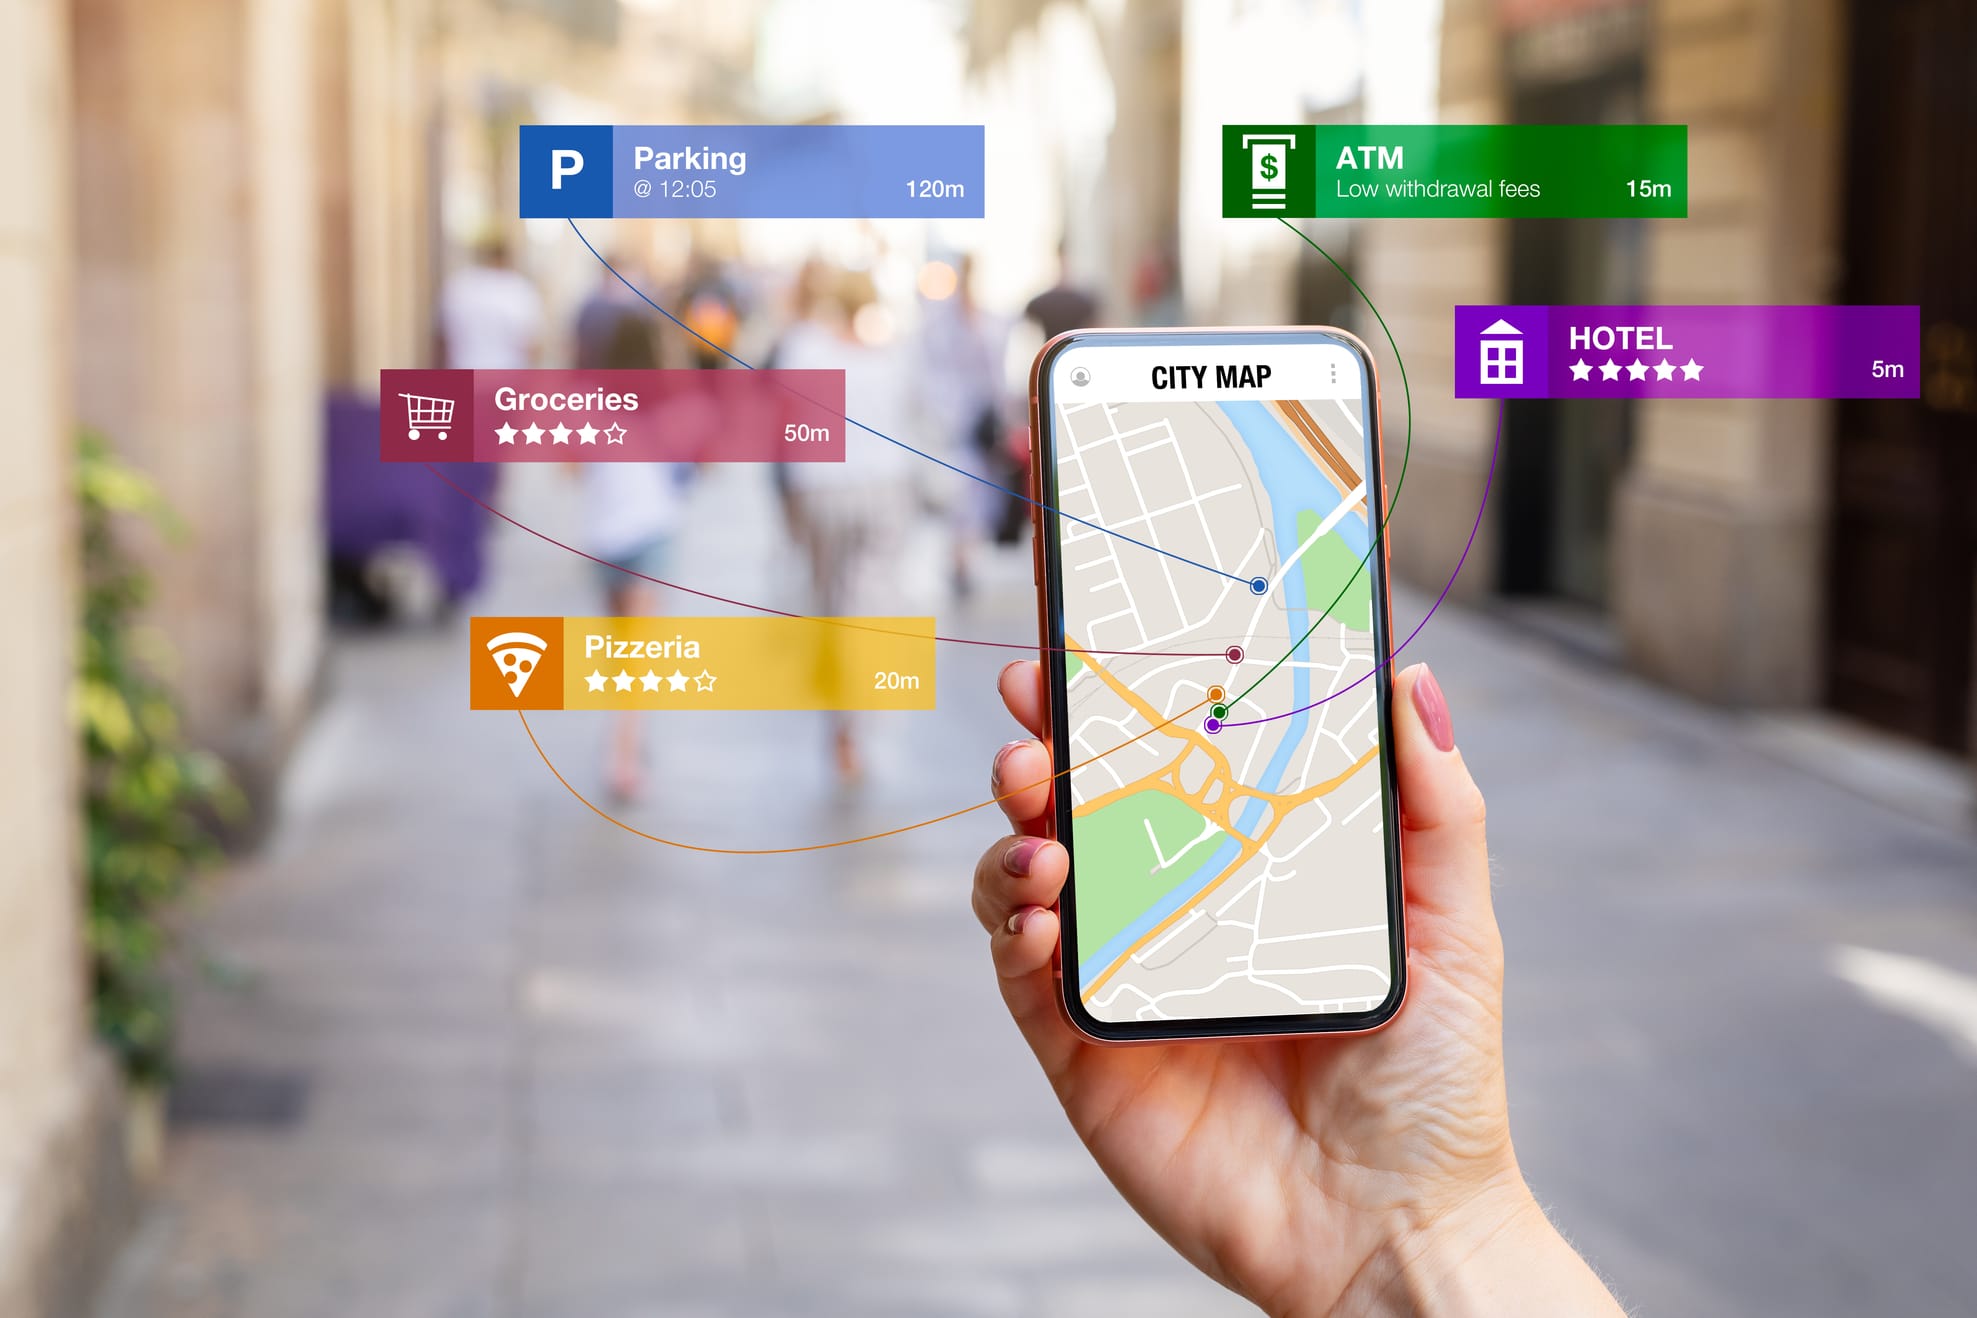 P
Parking
@ 12:05
120m
$
ATM
Low withdrawal fees
15m
HOTEL
5m
Groceries
50m
CITY MAP
Pizzeria
20m